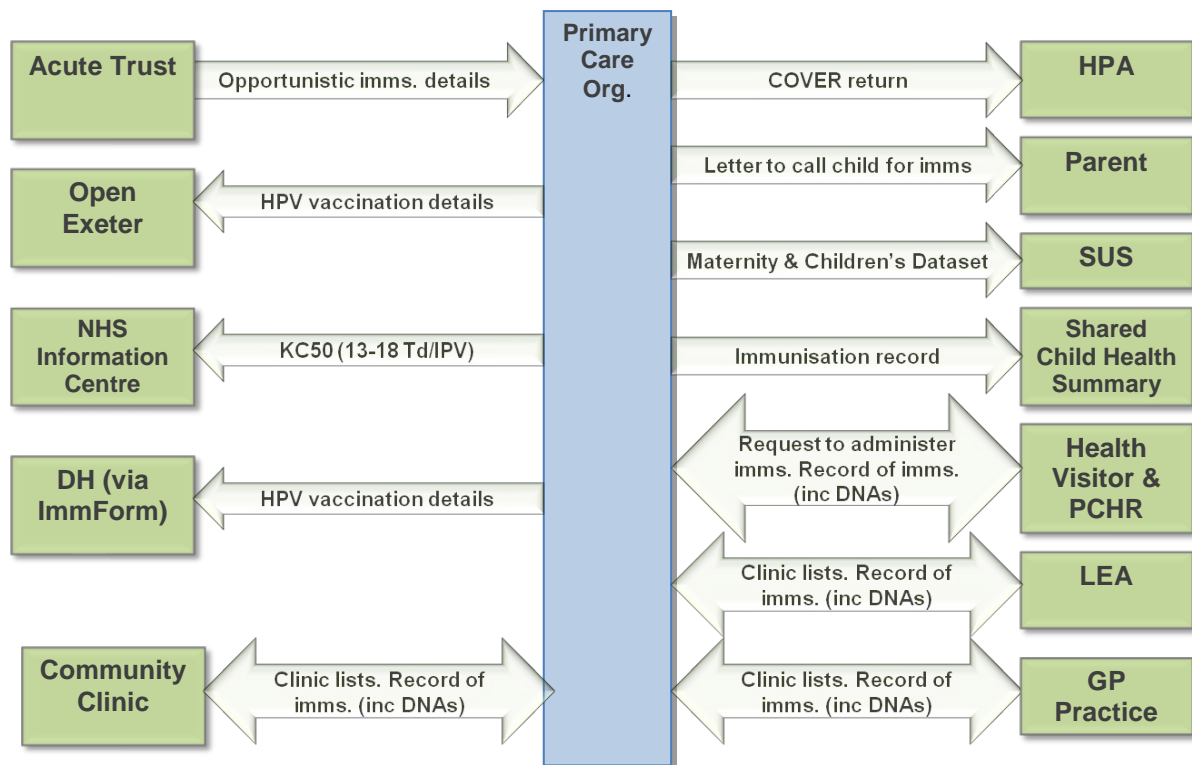 Primary
Care
Org.
Acute Trust
Opportunistic imms. details
COVER return
HPA
Open
Exeter
HPV vaccination details
Letter to call child for imms
Parent
Maternity & Children's Dataset
SUS
NHS
Information
Centre
KC50 (13-18 Td/IPV)
Immunisation record
Shared
Child Health
Summary
DH (via
ImmForm)
HPV vaccination details
Request to administer
imms. Record of imms.
(inc DNAs)
Health
Visitor &
PCHR
Clinic lists. Record of
imms. (inc DNAs)
LEA
Community
Clinic
Clinic lists. Record of
imms. (inc DNAs)
Clinic lists. Record of
imms. (inc DNAs)
GP
Practice